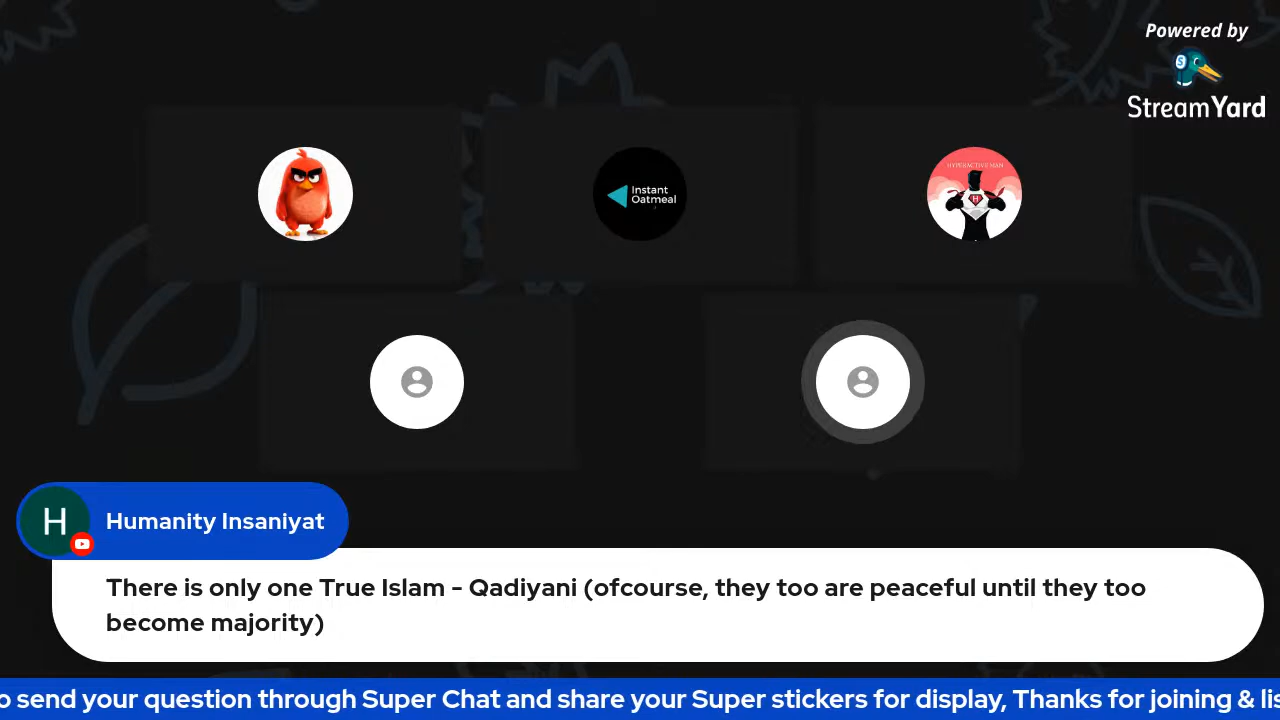 Powered by
StreamYard
HYPERACTIVE MAN
Instant
Oatmeal
H
Humanity Insaniyat
There is only one True Islam - Qadiyani (ofcourse, they too are peaceful until they too
become majority)
o send your question through Super Chat and share your Super stickers for display, Thanks for joining & lis